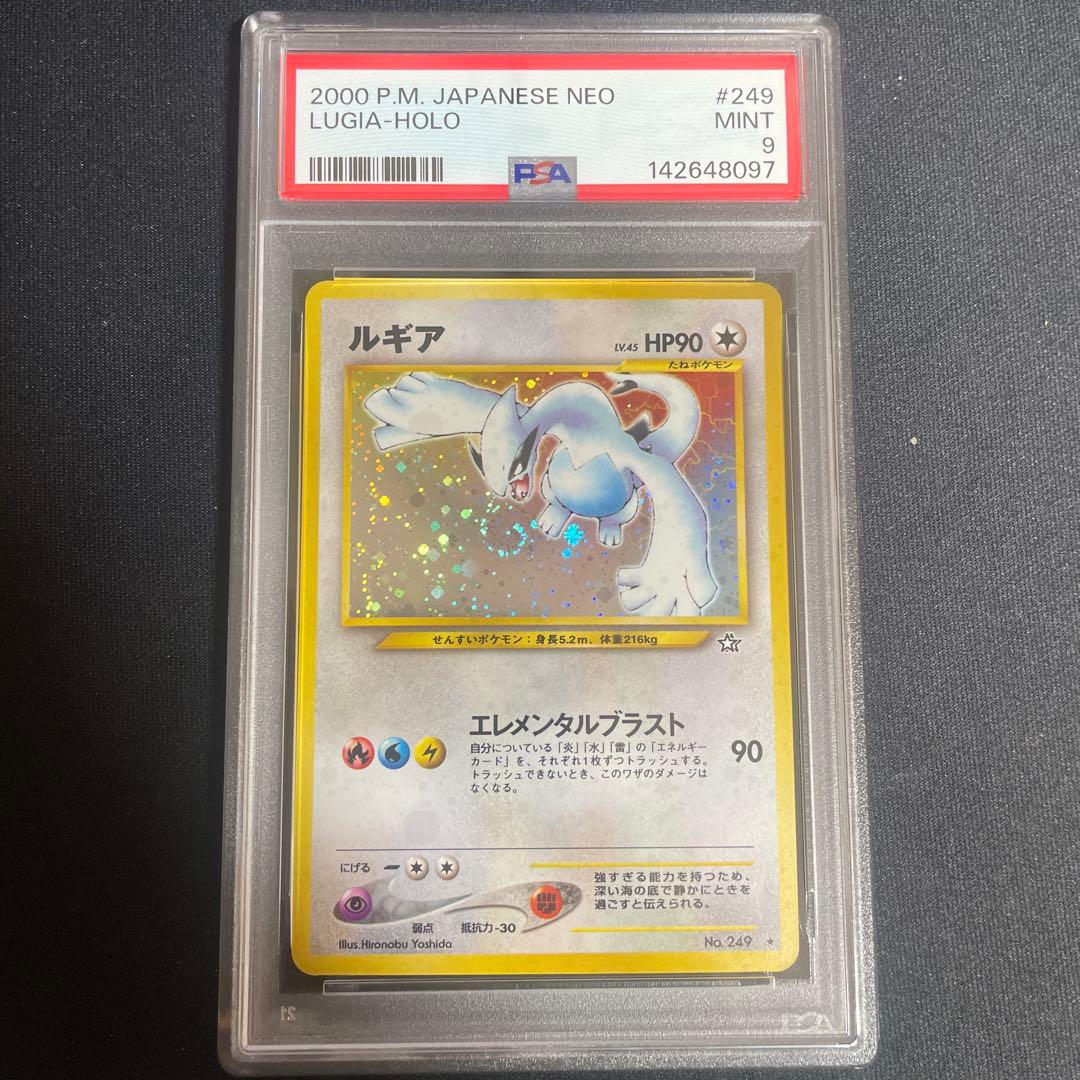 2000 P.M. JAPANESE NEO #249
LUGIA-HOLO MINT
9
PSA 142648097
ルギア LV.45 HP90
たねポケモン
せんすいポケモン：身長5.2m、体重216kg
エレメンタルブラスト 90
自分についている「炎」「水」「雷」の「エネルギー
カード」を、それぞれ1枚ずつトラッシュする。
トラッシュできないとき、このワザのダメージは
なくなる。
にげる
強すぎる能力を持つため、
深い海の底で静かにときを
過ごすと伝えられる。
弱点 抵抗力-30
Illus.Hironobu Yoshida No. 249
PSA